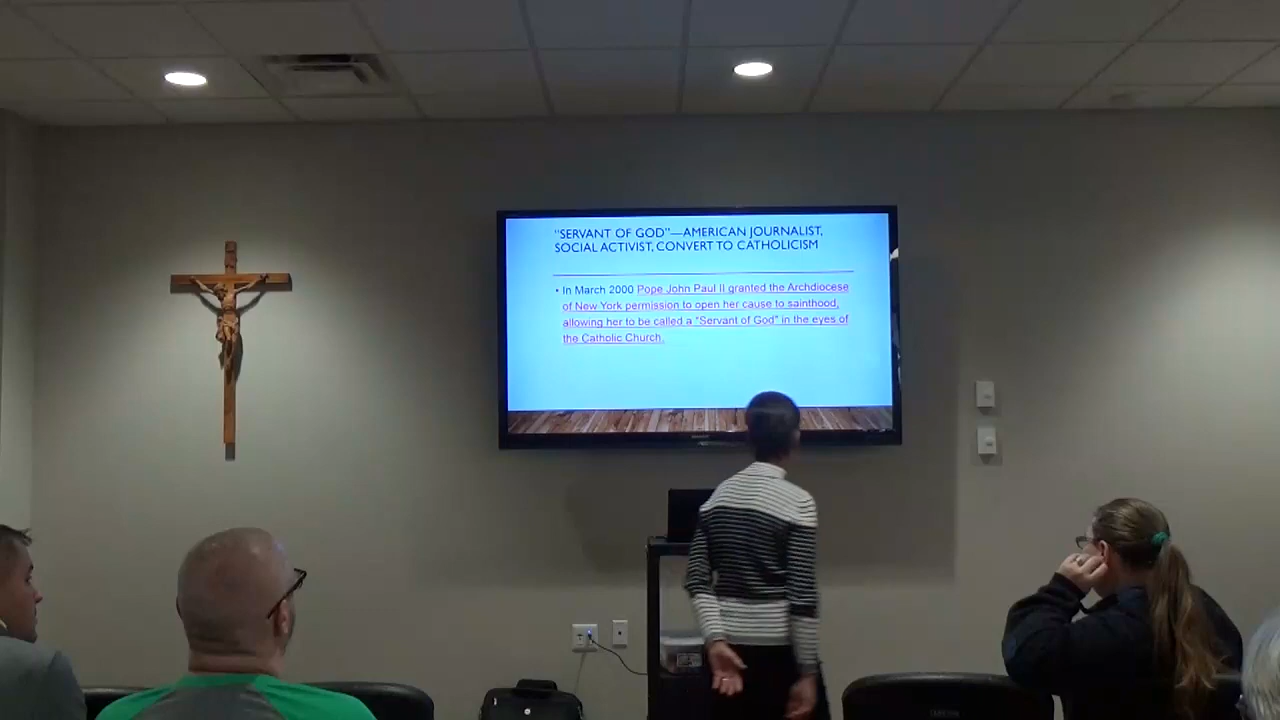 "SERVANT OF GOD"—AMERICAN JOURNALIST,
SOCIAL ACTIVIST, CONVERT TO CATHOLICISM
• In March 2000 Pope John Paul II granted the Archdiocese
of New York permission to open her cause to sainthood,
allowing her to be called a "Servant of God" in the eyes of
the Catholic Church.